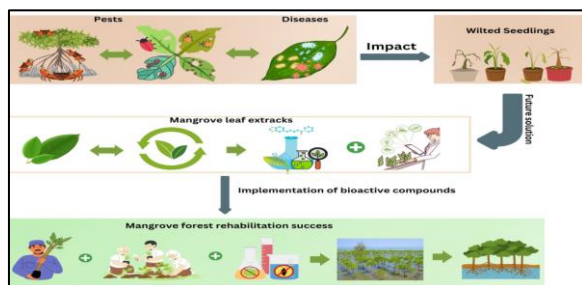 Pests
Diseases
Impact
Wilted Seedlings
Future solution
Mangrove leaf extracks
Implementation of bioactive compounds
Mangrove forest rehabilitation success